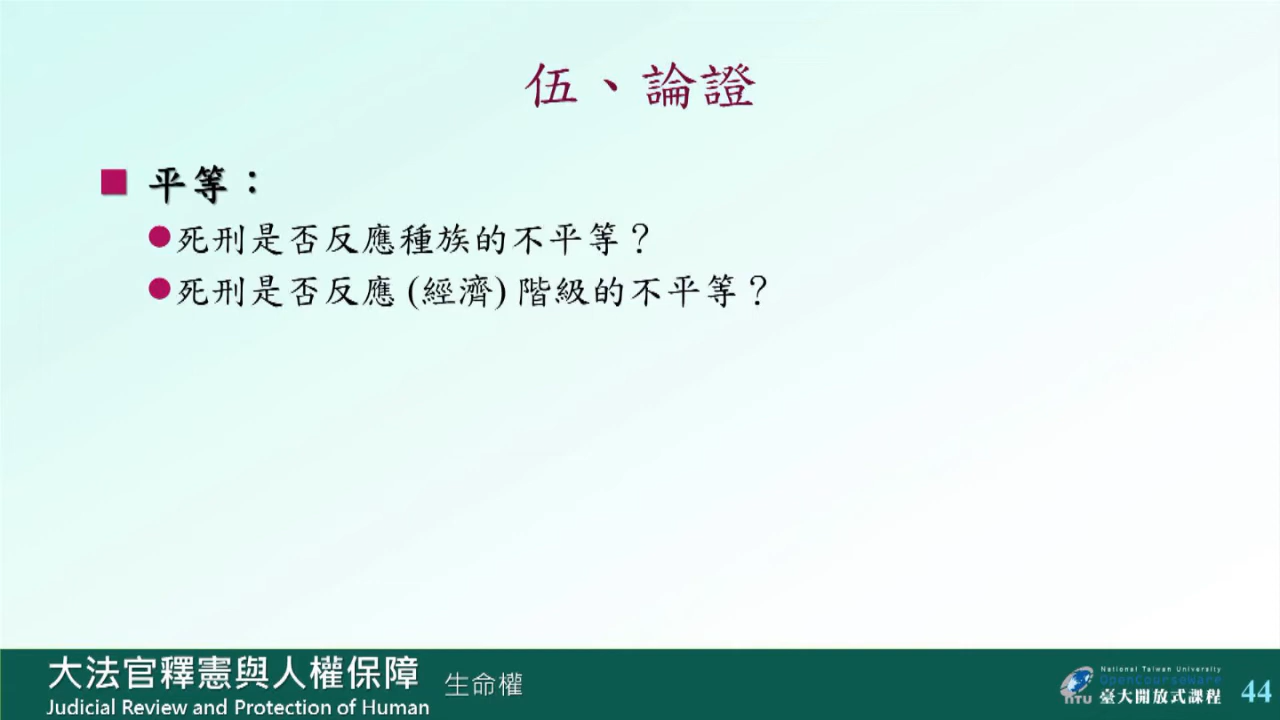 伍、論證
平等：
死刑是否反應種族的不平等？
死刑是否反應 (經濟) 階級的不平等？
大法官釋憲與人權保障 生命權
Judicial Review and Protection of Human
National Taiwan University
OpenCourseWare
NTU 臺大開放式課程 44